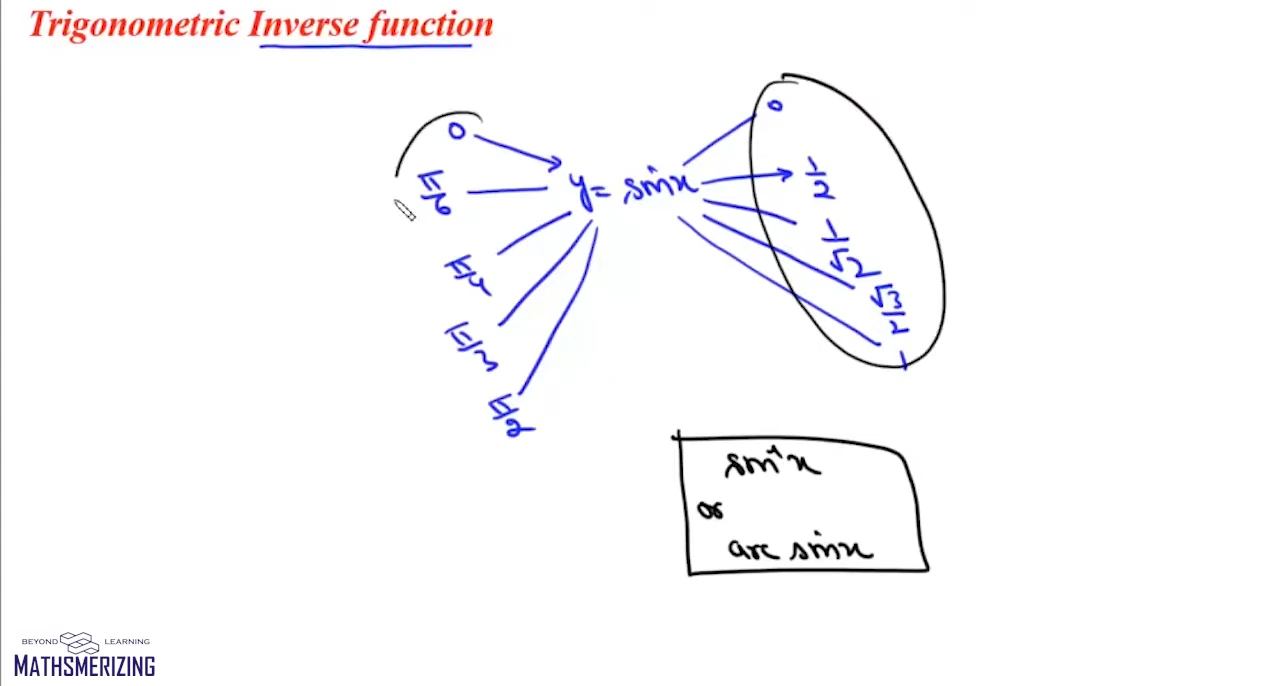 Trigonometric Inverse function
0
π/6
π/4
π/3
π/2
y = sin x
0
1/2
1/√2
√3/2
1
sin⁻¹x
or
arc sin x
BEYOND LEARNING
MATHSMERIZING